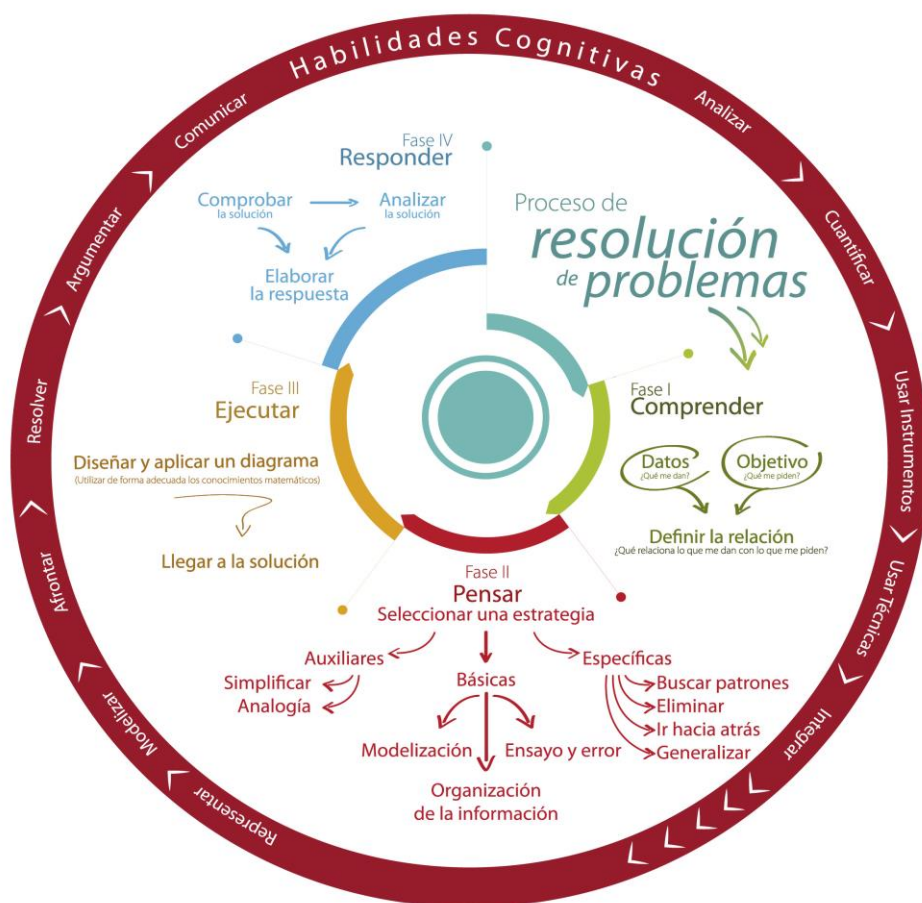 Habilidades Cognitivas
Analizar
Cuantificar
Usar Instrumentos
Usar Técnicas
Integrar
Representar
Modelizar
Afrontar
Resolver
Argumentar
Comunicar
Proceso de
resolución
de problemas
Fase I
Comprender
Datos
¿Qué me dan?
Objetivo
¿Qué me piden?
Definir la relación
¿Qué relaciona lo que me dan con lo que me piden?
Fase II
Pensar
Seleccionar una estrategia
Auxiliares
Simplificar
Analogía
Básicas
Modelización
Ensayo y error
Organización
de la información
Específicas
Buscar patrones
Eliminar
Ir hacia atrás
Generalizar
Fase III
Ejecutar
Diseñar y aplicar un diagrama
(Utilizar de forma adecuada los conocimientos matemáticos)
Llegar a la solución
Fase IV
Responder
Comprobar
la solución
Analizar
la solución
Elaborar
la respuesta